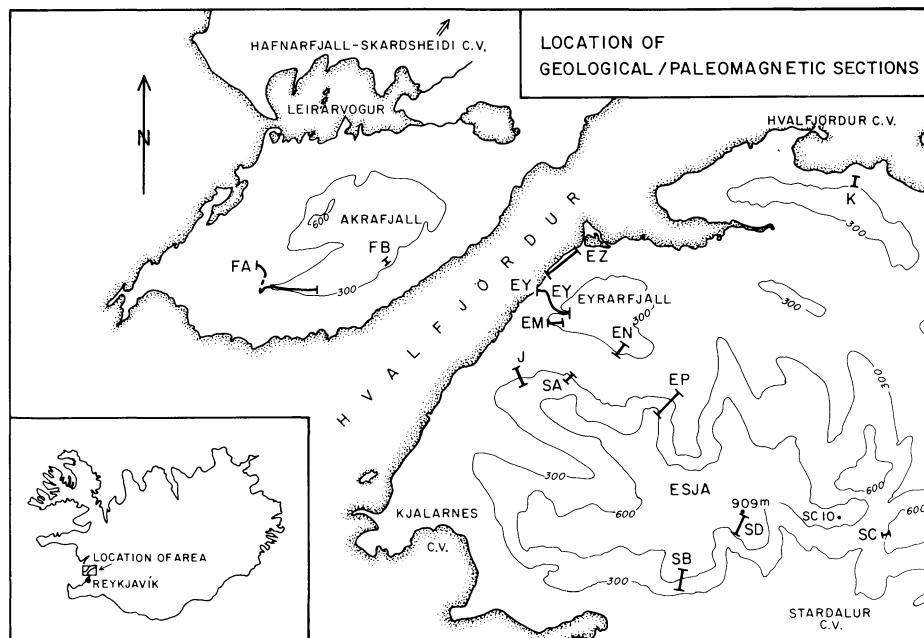 HAFNARFJALL-SKARDSHEIDI C.V.
LOCATION OF
GEOLOGICAL/PALEOMAGNETIC SECTIONS
LEIRÁRVOGUR
HVALFJÖRDUR C.V.
N
K
600
AKRAFJALL
FB
FA
300
300
HVALFJÖRDUR
EZ
EY
EY
EYRARFJALL
300
EM
EN
300
J
SA
EP
300
300
600
ESJA
600
600
909m
SC10
SD
SC
KJALARNES
C.V.
SB
300
STARDALUR
C.V.
LOCATION OF AREA
REYKJAVÍK